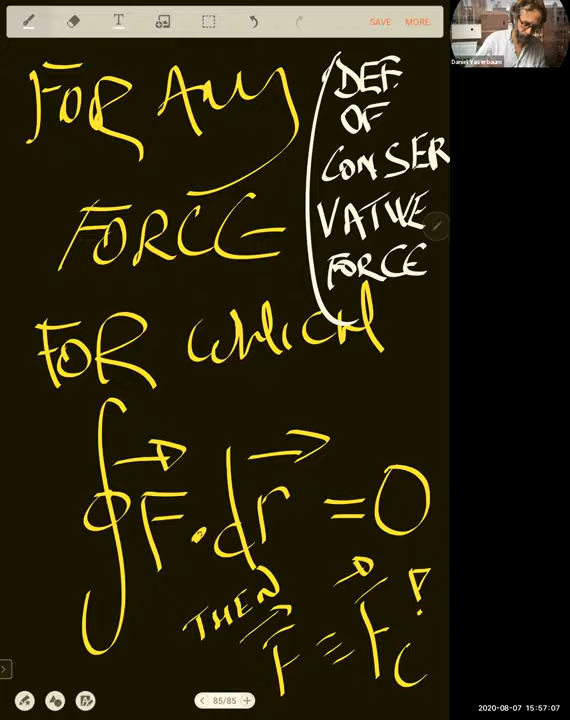 T
SAVE MORE
Daniel Yaverbaum
FOR ANY
FORCE
FOR WHICH
∮F⃗·dr⃗ = 0
THEN
F⃗ ≡ F⃗c!
DEF.
OF
CONSER
VATIVE
FORCE
85/85
2020-08-07 15:57:07